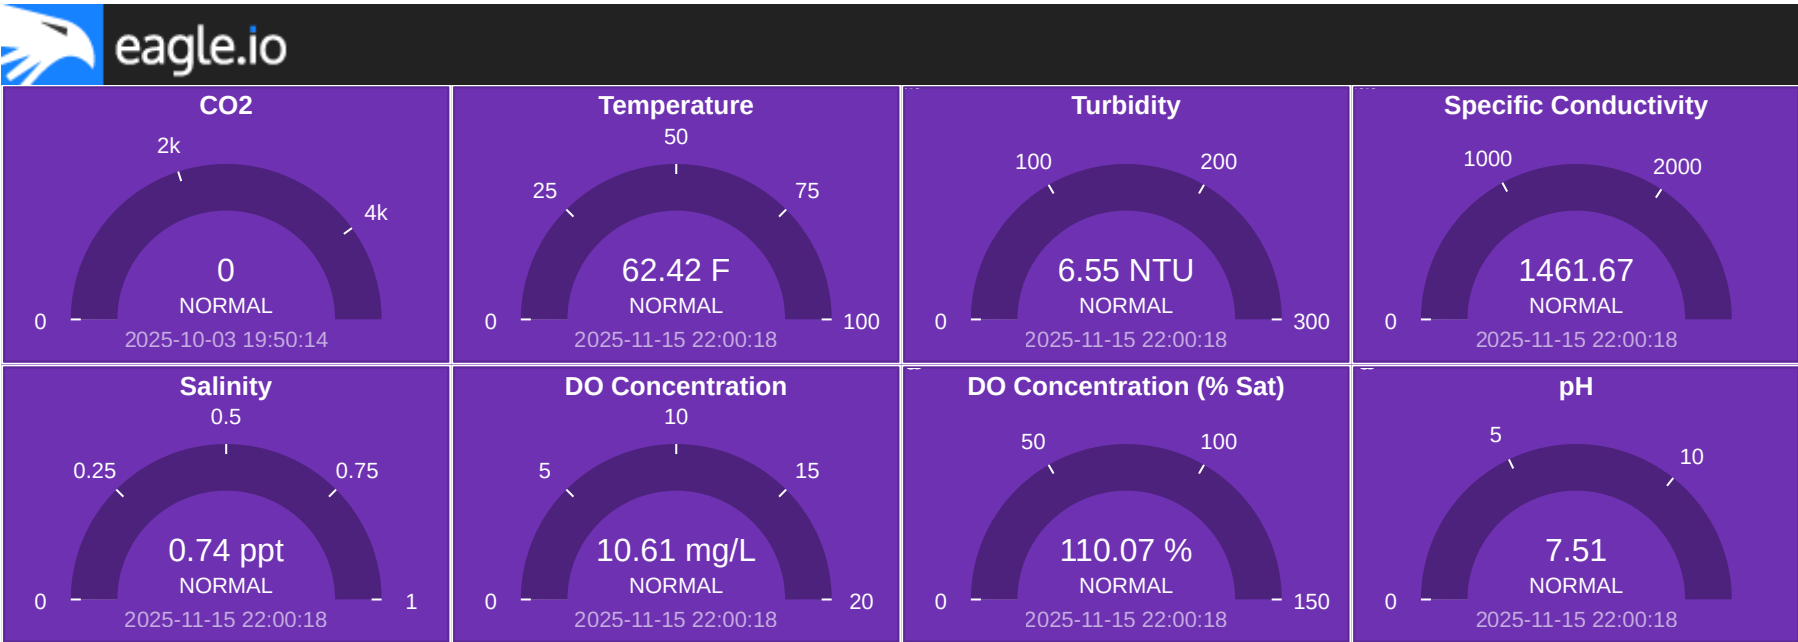 eagle.io
CO2
2k
4k
0
0
NORMAL
2025-10-03 19:50:14
Temperature
50
25
75
62.42 F
NORMAL
0
100
2025-11-15 22:00:18
Turbidity
100
200
6.55 NTU
NORMAL
0
300
2025-11-15 22:00:18
Specific Conductivity
1000
2000
1461.67
NORMAL
0
2025-11-15 22:00:18
Salinity
0.5
0.25
0.75
0.74 ppt
NORMAL
0
1
2025-11-15 22:00:18
DO Concentration
10
5
15
10.61 mg/L
NORMAL
0
20
2025-11-15 22:00:18
DO Concentration (% Sat)
50
100
110.07 %
NORMAL
0
150
2025-11-15 22:00:18
pH
5
10
7.51
NORMAL
0
2025-11-15 22:00:18